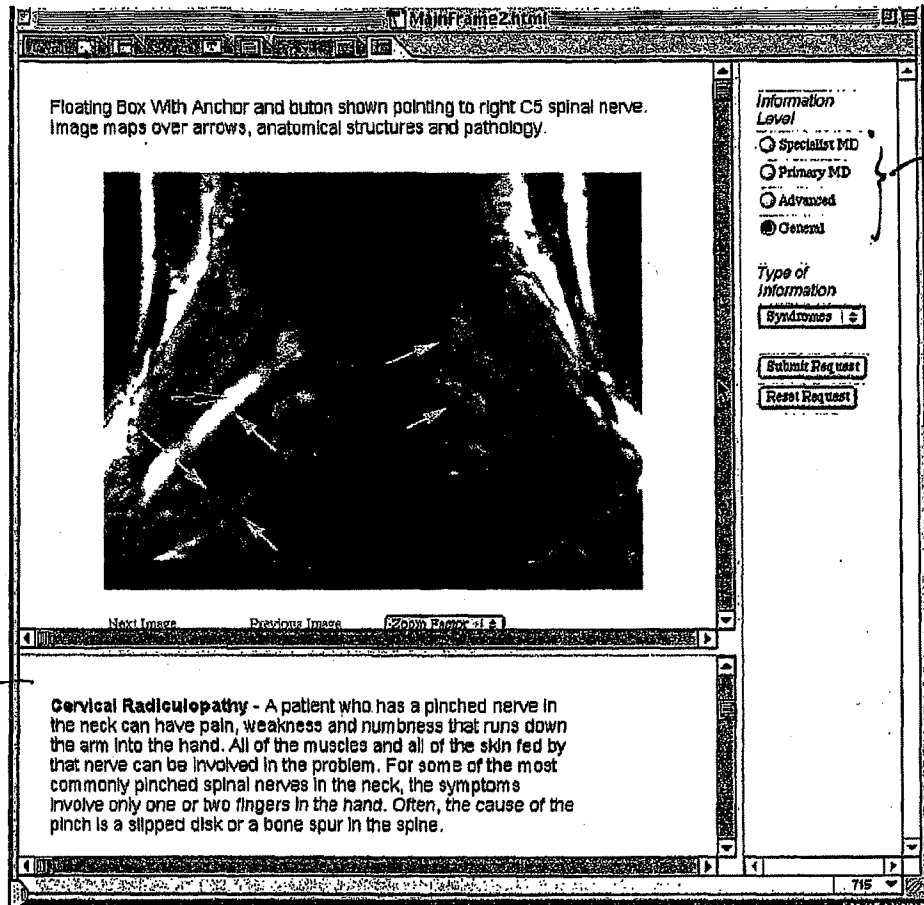 MainFrame2.html
Floating Box With Anchor and buton shown pointing to right C5 spinal nerve.
Image maps over arrows, anatomical structures and pathology.
Next Image Previous Image Zoom Factor
Cervical Radiculopathy - A patient who has a pinched nerve in
the neck can have pain, weakness and numbness that runs down
the arm into the hand. All of the muscles and all of the skin fed by
that nerve can be involved in the problem. For some of the most
commonly pinched spinal nerves in the neck, the symptoms
involve only one or two fingers in the hand. Often, the cause of the
pinch is a slipped disk or a bone spur in the spine.
Information
Level
Specialist MD
Primary MD
Advanced
General
Type of
Information
Syndromes
Submit Request
Reset Request
715